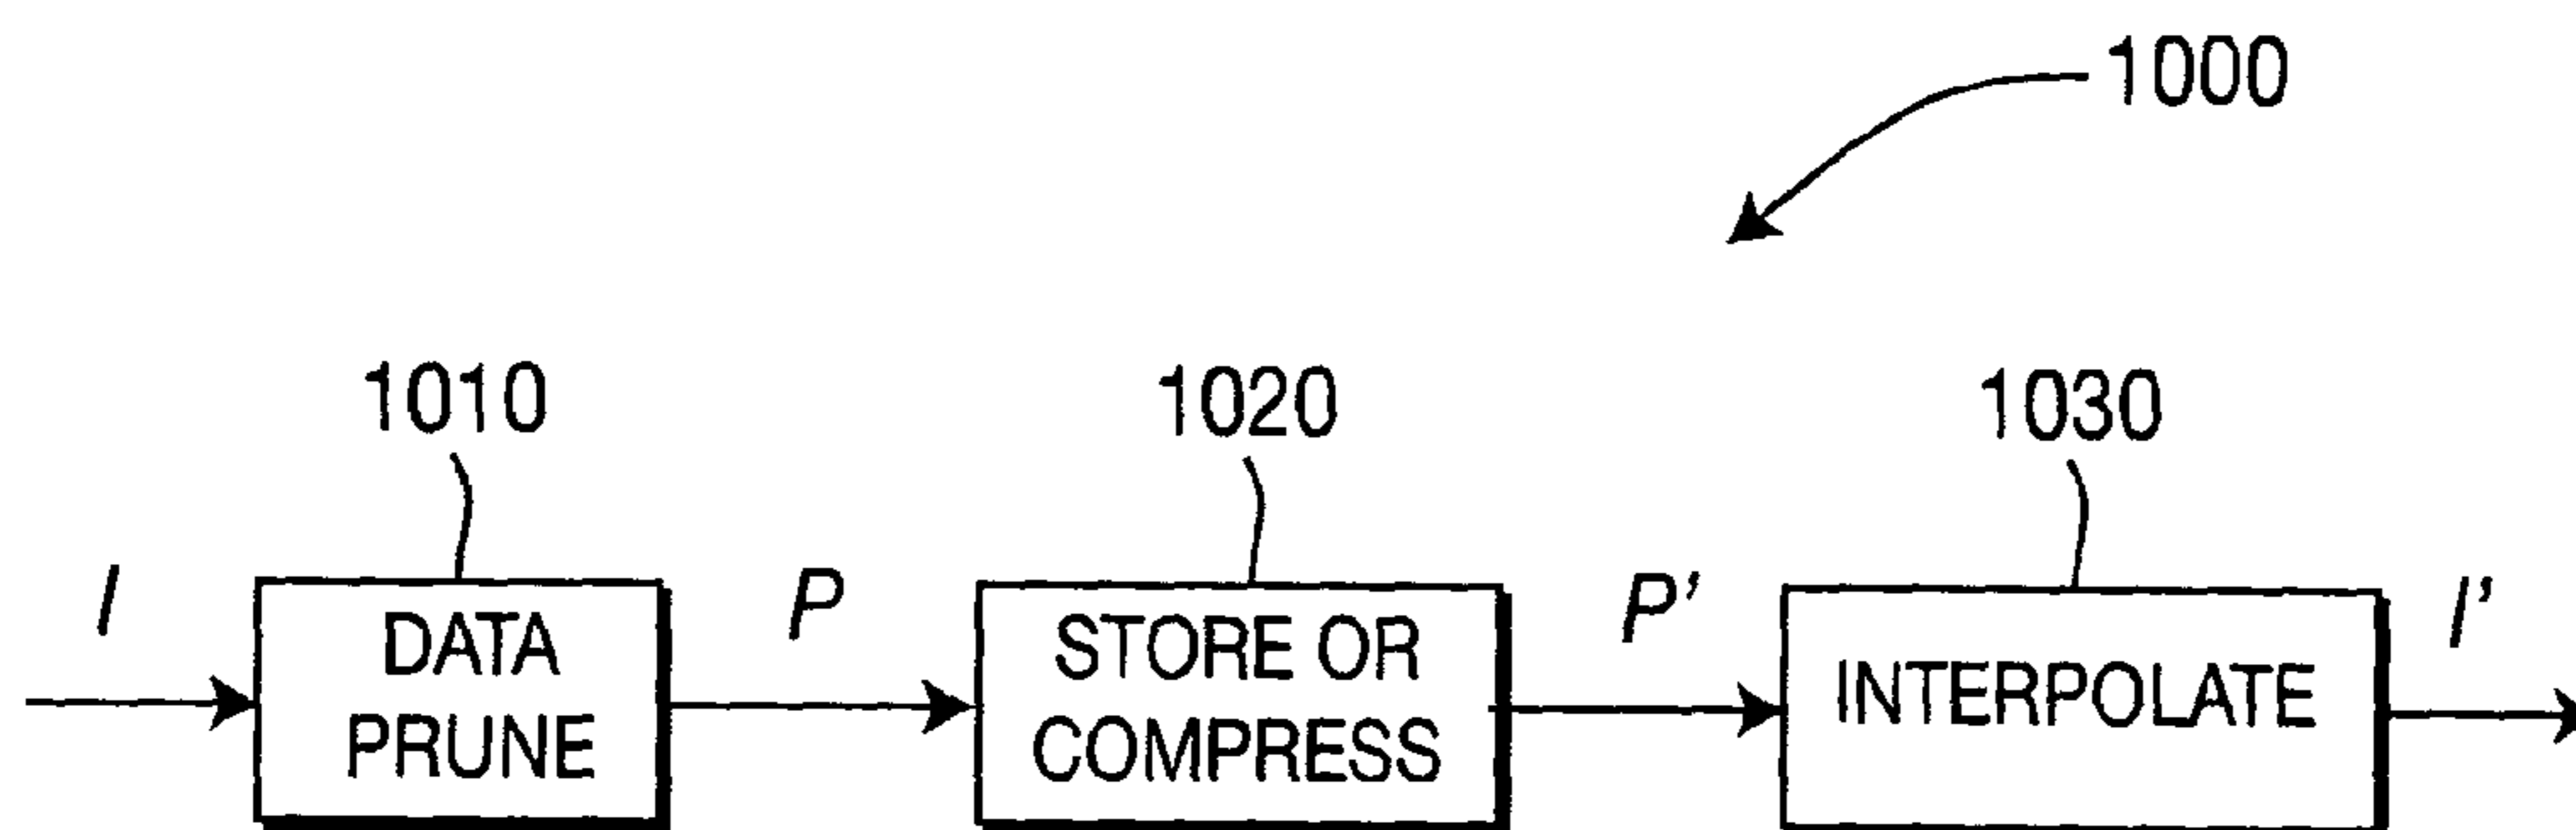 1000
1010
1020
1030
I
DATA
PRUNE
P
STORE OR
COMPRESS
P'
INTERPOLATE
I'